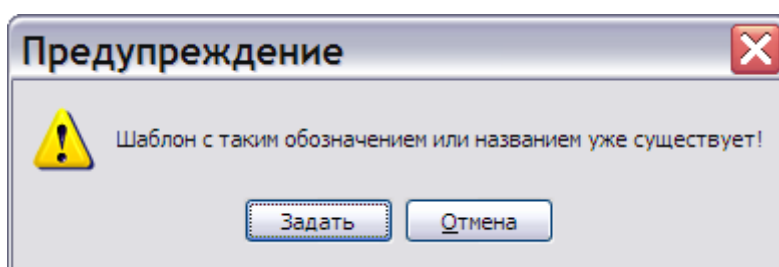 Предупреждение
Шаблон с таким обозначением или названием уже существует!
Задать Отмена